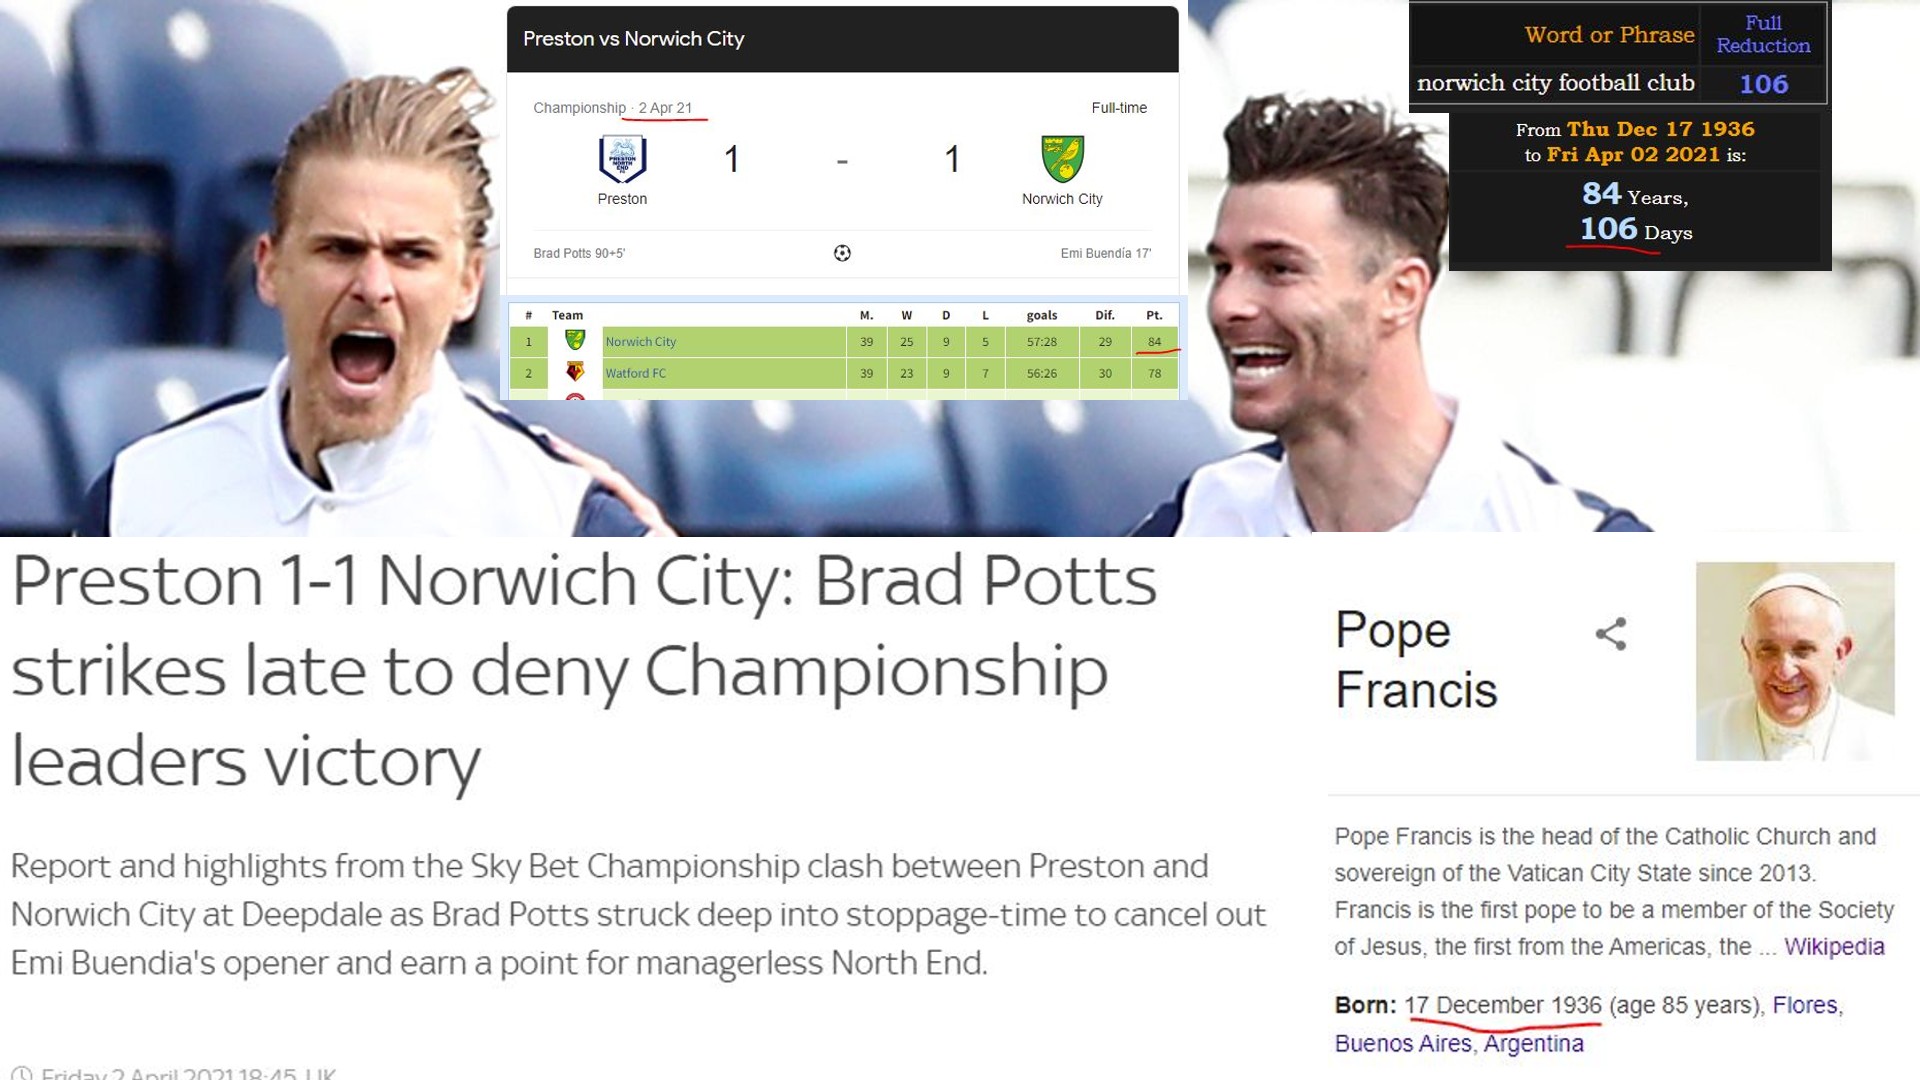 Preston vs Norwich City
Championship · 2 Apr 21 Full-time
1 - 1
PRESTON
NORTH
END
Preston Norwich City
Brad Potts 90+5' Emi Buendía 17'
# Team M. W D L goals Dif. Pt.
1 Norwich City 39 25 9 5 57:28 29 84
2 Watford FC 39 23 9 7 56:26 30 78
Word or Phrase Full
Reduction
norwich city football club 106
From Thu Dec 17 1936
to Fri Apr 02 2021 is:
84 Years,
106 Days
Preston 1-1 Norwich City: Brad Potts
strikes late to deny Championship
leaders victory
Report and highlights from the Sky Bet Championship clash between Preston and
Norwich City at Deepdale as Brad Potts struck deep into stoppage-time to cancel out
Emi Buendia's opener and earn a point for managerless North End.
Friday 2 April 2021 18:45, UK
Pope
Francis
Pope Francis is the head of the Catholic Church and
sovereign of the Vatican City State since 2013.
Francis is the first pope to be a member of the Society
of Jesus, the first from the Americas, the ... Wikipedia
Born: 17 December 1936 (age 85 years), Flores,
Buenos Aires, Argentina